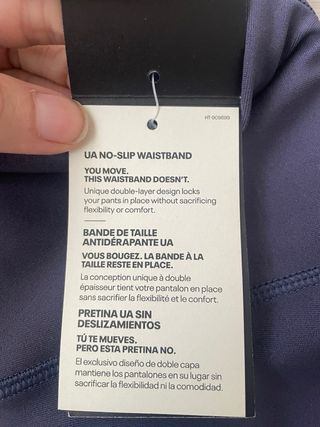 HT-9C9899
UA NO-SLIP WAISTBAND
YOU MOVE.
THIS WAISTBAND DOESN'T.
Unique double-layer design locks
your pants in place without sacrificing
flexibility or comfort.
BANDE DE TAILLE
ANTIDÉRAPANTE UA
VOUS BOUGEZ. LA BANDE À LA
TAILLE RESTE EN PLACE.
La conception unique à double
épaisseur tient votre pantalon en place
sans sacrifier la flexibilité et le confort.
PRETINA UA SIN
DESLIZAMIENTOS
TÚ TE MUEVES.
PERO ESTA PRETINA NO.
El exclusivo diseño de doble capa
mantiene los pantalones en su lugar sin
sacrificar la flexibilidad ni la comodidad.